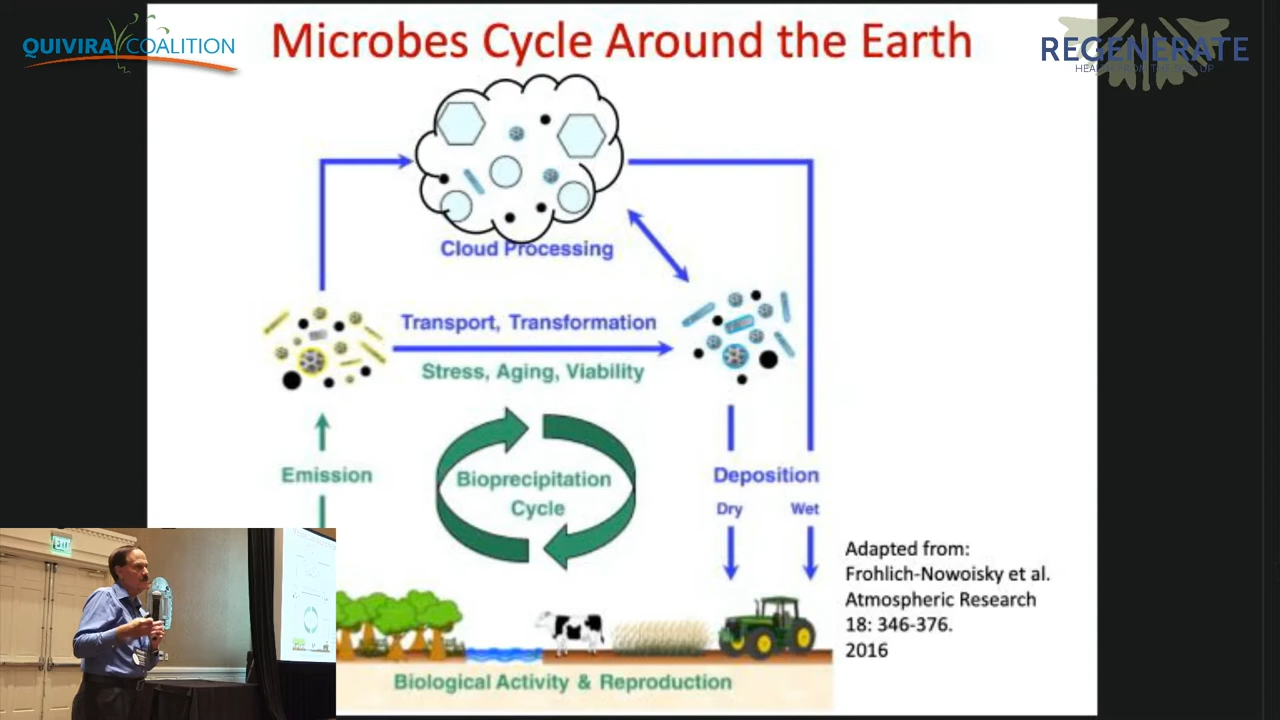 Microbes Cycle Around the Earth
QUIVIRA COALITION
REGENERATE
Cloud Processing
Transport, Transformation
Stress, Aging, Viability
Emission
Bioprecipitation
Cycle
Deposition
Dry Wet
EXIT
Adapted from:
Frohlich-Nowoisky et al.
Atmospheric Research
18: 346-376.
2016
Biological Activity & Reproduction